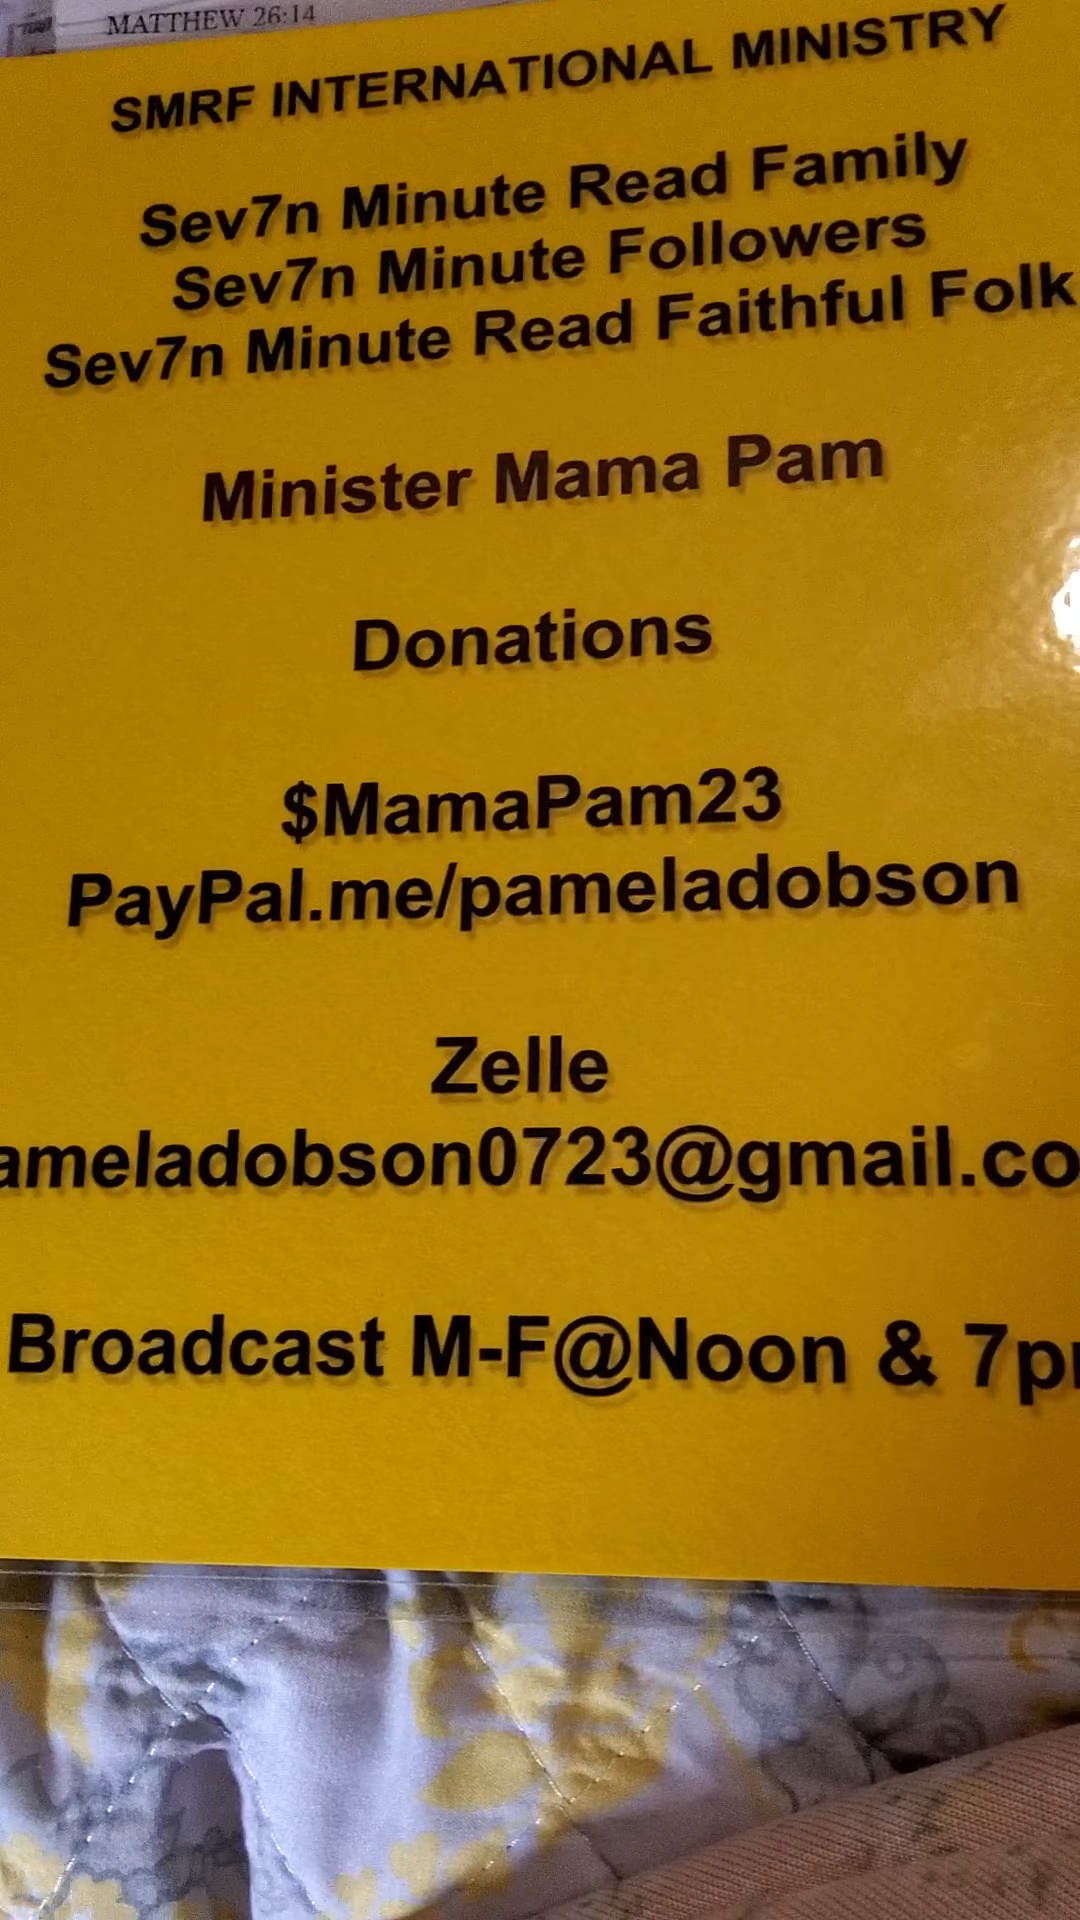 MATTHEW 26:14
SMRF INTERNATIONAL MINISTRY
Sev7n Minute Read Family
Sev7n Minute Followers
Sev7n Minute Read Faithful Folk
Minister Mama Pam
Donations
$MamaPam23
PayPal.me/pameladobson
Zelle
ameladobson0723@gmail.co
Broadcast M-F@Noon & 7p